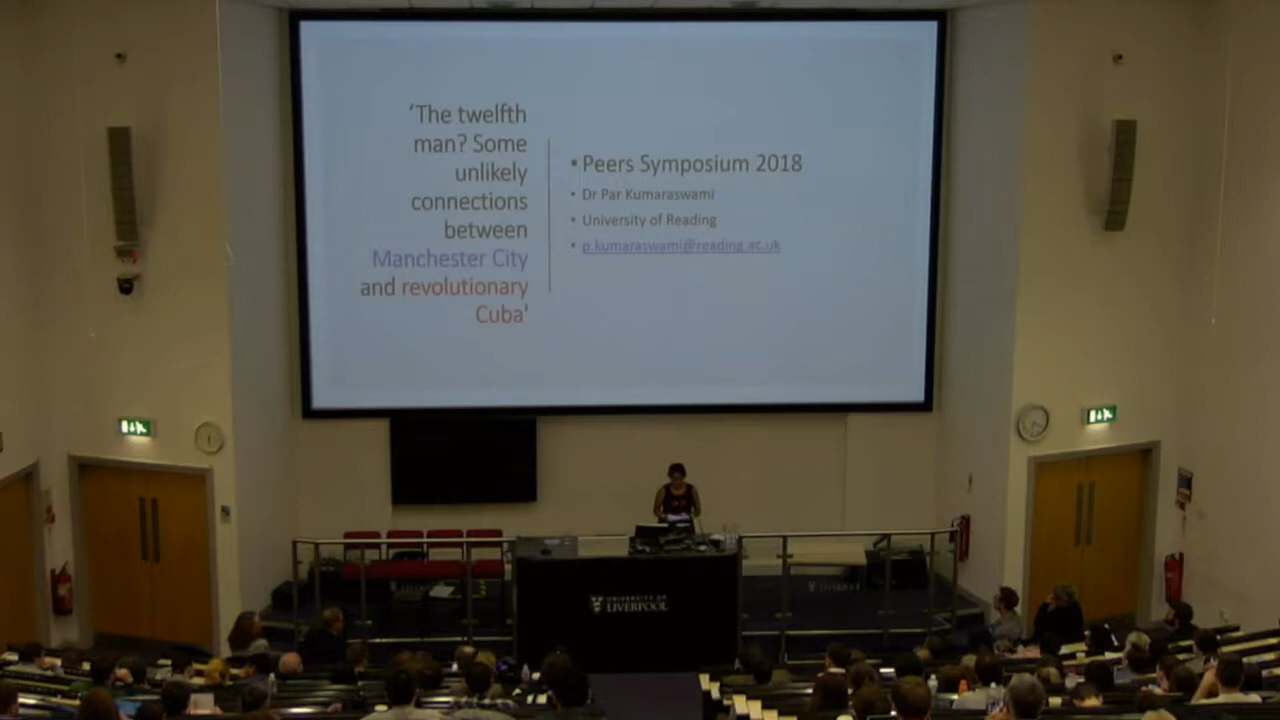 ‘The twelfth
man? Some
unlikely
connections
between
Manchester City
and revolutionary
Cuba'
• Peers Symposium 2018
• Dr Par Kumaraswami
• University of Reading
• p.kumaraswami@reading.ac.uk
UNIVERSITY OF
LIVERPOOL